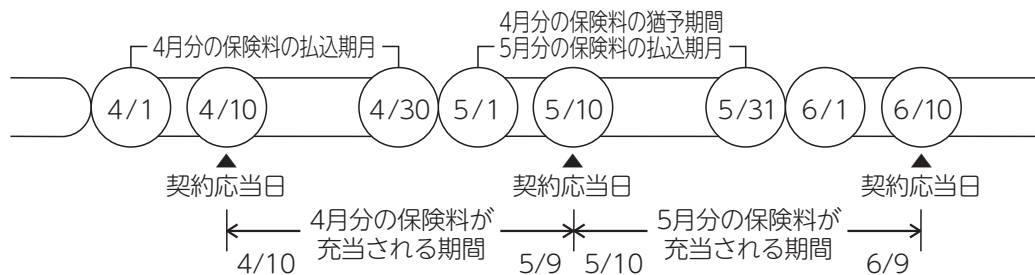 4月分の保険料の猶予期間
4月分の保険料の払込期月
5月分の保険料の払込期月
4/1
4/10
4/30
5/1
5/10
5/31
6/1
6/10
契約応当日
契約応当日
契約応当日
4月分の保険料が
充当される期間
5月分の保険料が
充当される期間
4/10
5/9
5/10
6/9